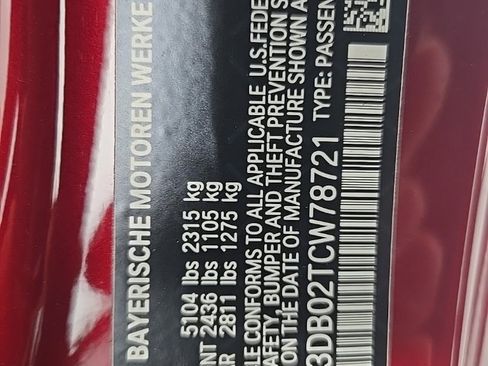 BAYERISCHE MOTOREN WERKE
5104 lbs 2315 kg
NT 2436 lbs 1105 kg
R 2811 lbs 1275 kg
LE CONFORMS TO ALL APPLICABLE U.S. FEDE
AFETY, BUMPER AND THEFT PREVENTION S
ON THE DATE OF MANUFACTURE SHOWN A
3DB02TCW78721 TYPE: PASSEN